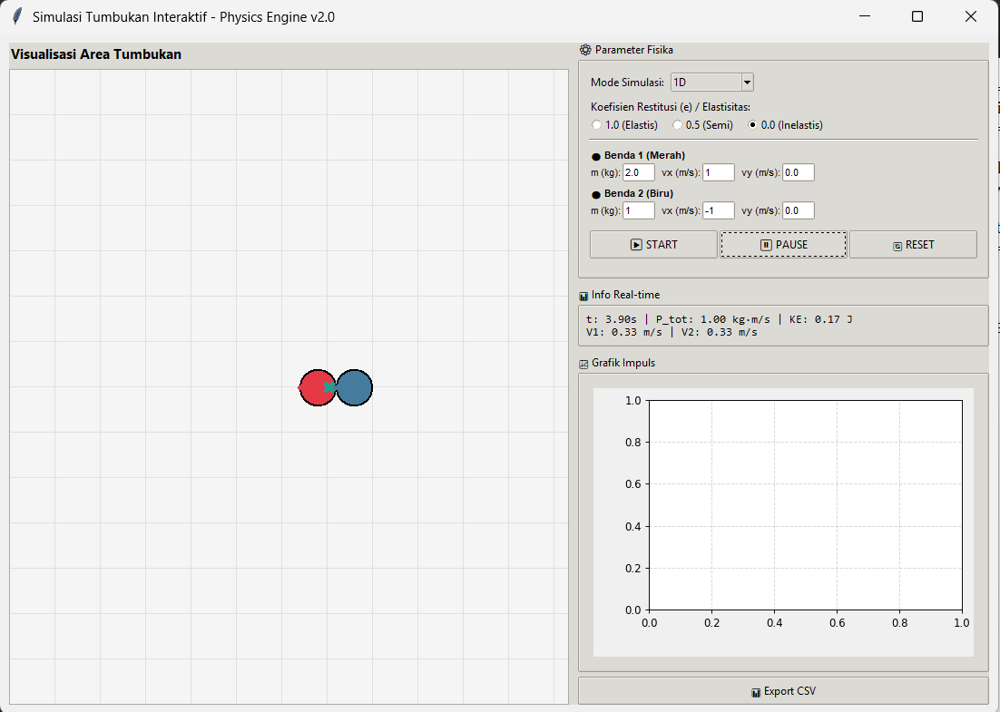 Simulasi Tumbukan Interaktif - Physics Engine v2.0
Visualisasi Area Tumbukan
Parameter Fisika
Mode Simulasi: 1D
Koefisien Restitusi (e) / Elastisitas:
1.0 (Elastis) 0.5 (Semi) 0.0 (Inelastis)
Benda 1 (Merah)
m (kg): 2.0 vx (m/s): 1 vy (m/s): 0.0
Benda 2 (Biru)
m (kg): 1 vx (m/s): -1 vy (m/s): 0.0
START PAUSE RESET
Info Real-time
t: 3.90s | P_tot: 1.00 kg·m/s | KE: 0.17 J
V1: 0.33 m/s | V2: 0.33 m/s
Grafik Impuls
1.0
0.8
0.6
0.4
0.2
0.0
0.0 0.2 0.4 0.6 0.8 1.0
Export CSV